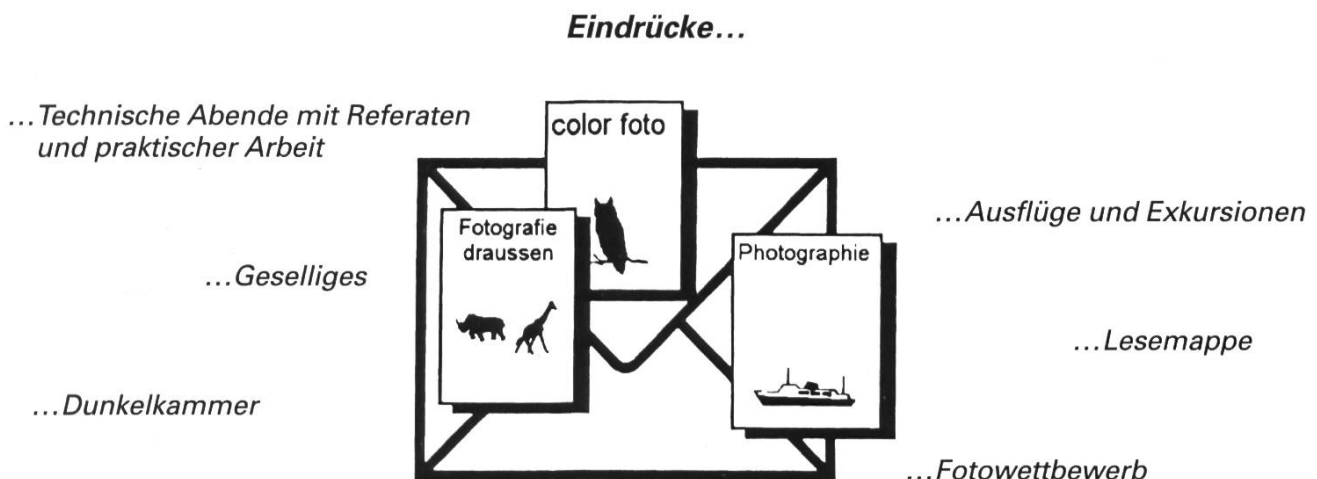 Eindrücke...
...Technische Abende mit Referaten
und praktischer Arbeit
color foto
...Ausflüge und Exkursionen
Fotografie
draussen
Photographie
...Geselliges
...Lesemappe
...Dunkelkammer
...Fotowettbewerb